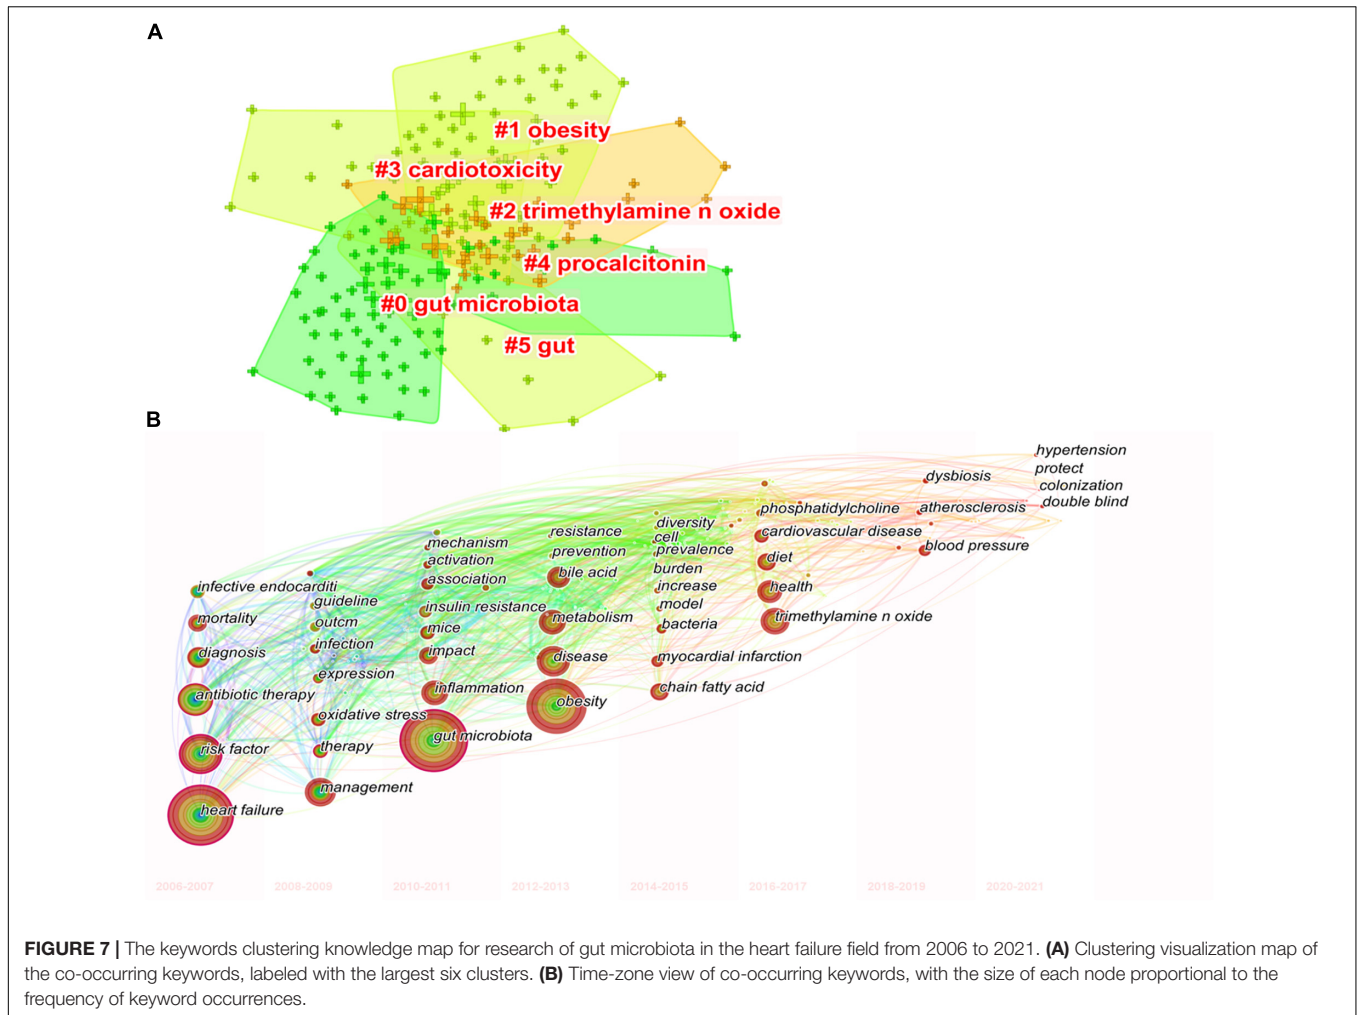 A
#1 obesity
#3 cardiotoxicity
#2 trimethylamine n oxide
#4 procalcitonin
#0 gut microbiota
#5 gut
B
hypertension
protect
colonization
double blind
dysbiosis
atherosclerosis
blood pressure
phosphatidylcholine
cardiovascular disease
diet
health
trimethylamine n oxide
diversity
cell
prevalence
burden
increase
model
bacteria
myocardial infarction
chain fatty acid
resistance
prevention
bile acid
metabolism
disease
obesity
mechanism
activation
association
insulin resistance
mice
impact
inflammation
gut microbiota
guideline
outcm
infection
expression
oxidative stress
therapy
management
infective endocarditi
mortality
diagnosis
antibiotic therapy
risk factor
heart failure
2006-2007
2008-2009
2010-2011
2012-2013
2014-2015
2016-2017
2018-2019
2020-2021
FIGURE 7 | The keywords clustering knowledge map for research of gut microbiota in the heart failure field from 2006 to 2021. (A) Clustering visualization map of
the co-occurring keywords, labeled with the largest six clusters. (B) Time-zone view of co-occurring keywords, with the size of each node proportional to the
frequency of keyword occurrences.